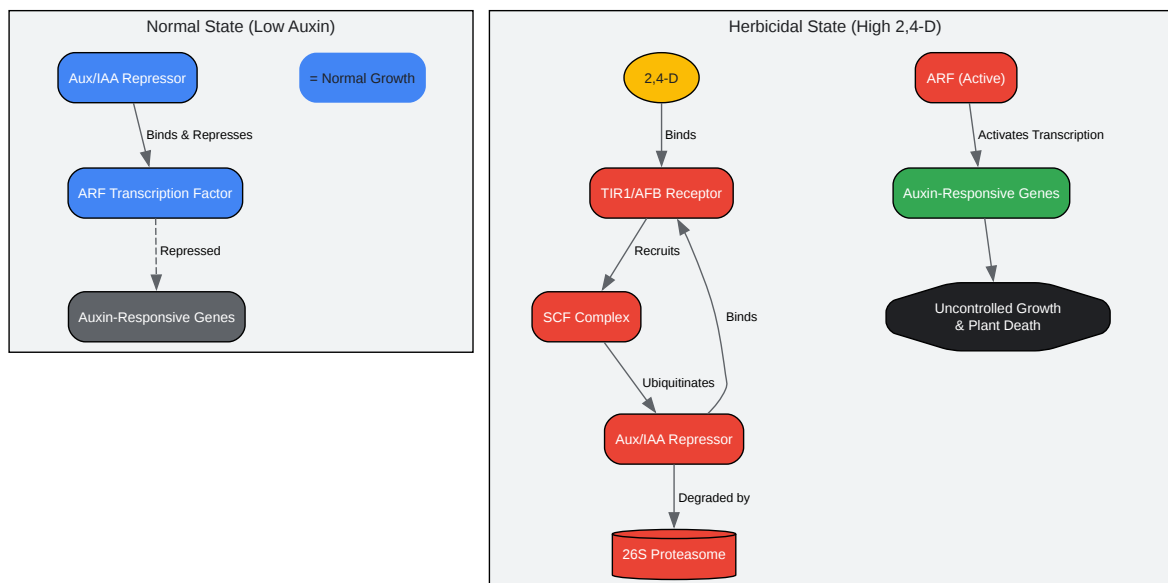 Normal State (Low Auxin)
Aux/IAA Repressor
= Normal Growth
Binds & Represses
ARF Transcription Factor
Repressed
Auxin-Responsive Genes
Herbicidal State (High 2,4-D)
2,4-D
ARF (Active)
Binds
Activates Transcription
TIR1/AFB Receptor
Auxin-Responsive Genes
Recruits
SCF Complex
Binds
Uncontrolled Growth
& Plant Death
Ubiquitinates
Aux/IAA Repressor
Degraded by
26S Proteasome